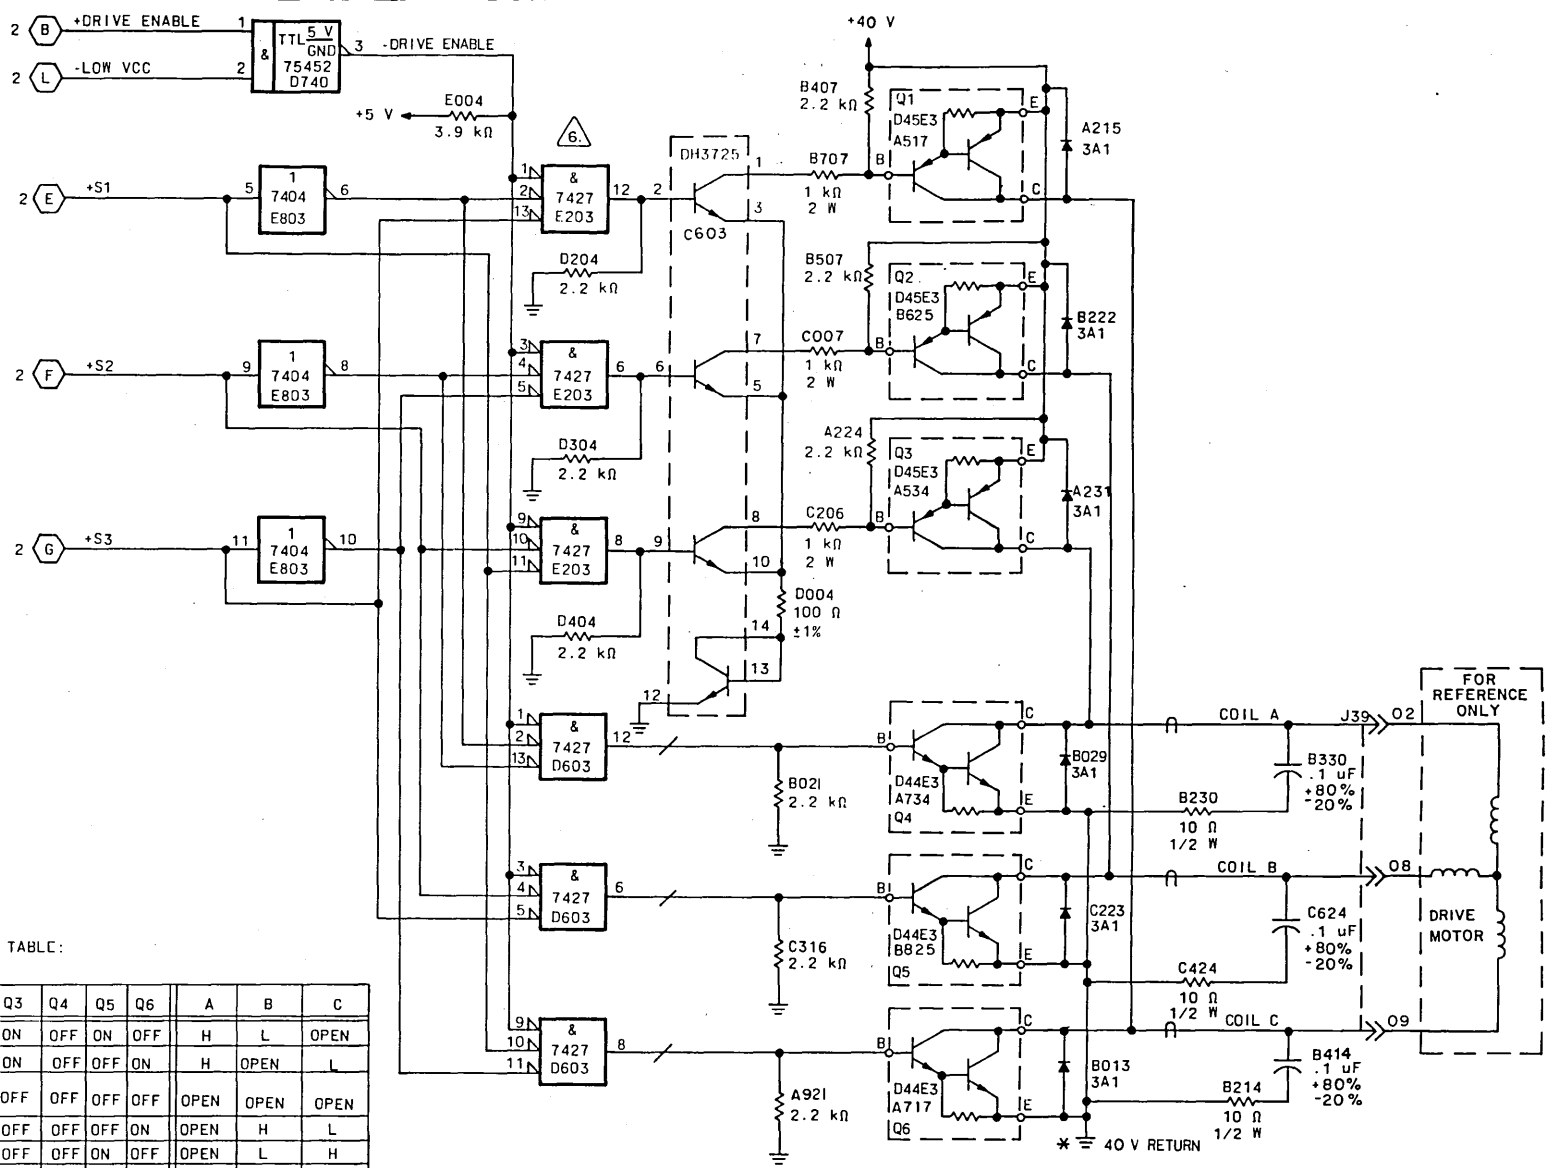 +40 V
2 B +DRIVE ENABLE 1
TTL 5 V
GND
& 75452
D740
3 -DRIVE ENABLE
2 L -LOW VCC 2
+5 V E004
3.9 kΩ
6.
2 E +S1 5
1
7404
E803
6
1
2
13
&
7427
E203
12 2
D204
2.2 kΩ
DH3725
C603
1
3
B707
1 kΩ
2 W
B407
2.2 kΩ
B
Q1
D45E3
A517
E
C
A215
3A1
2 F +S2 9
1
7404
E803
8
3
4
5
&
7427
E203
6 6
D304
2.2 kΩ
7
5
C007
1 kΩ
2 W
B507
2.2 kΩ
B
Q2
D45E3
B625
E
C
B222
3A1
2 G +S3 11
1
7404
E803
10
9
10
11
&
7427
E203
8 9
D404
2.2 kΩ
8
10
C206
1 kΩ
2 W
A224
2.2 kΩ
B
Q3
D45E3
A534
E
C
A231
3A1
D004
100 Ω
±1%
14
13
12
1
2
13
&
7427
D603
12
B021
2.2 kΩ
B
D44E3
A734
Q4
C
E
B029
3A1
COIL A
J39 02
B330
.1 uF
+80%
-20%
B230
10 Ω
1/2 W
FOR
REFERENCE
ONLY
3
4
5
&
7427
D603
6
C316
2.2 kΩ
B
D44E3
B825
Q5
C
E
C223
3A1
COIL B
08
C624
.1 uF
+80%
-20%
C424
10 Ω
1/2 W
DRIVE
MOTOR
9
10
11
&
7427
D603
8
A921
2.2 kΩ
B
D44E3
A717
Q6
C
E
B013
3A1
COIL C
09
B414
.1 uF
+80%
-20%
B214
10 Ω
1/2 W
* 40 V RETURN
TABLE:
Q3 Q4 Q5 Q6 A B C
ON OFF ON OFF H L OPEN
ON OFF OFF ON H OPEN L
OFF OFF OFF OFF OPEN OPEN OPEN
OFF OFF OFF ON OPEN H L
OFF OFF ON OFF OPEN L H